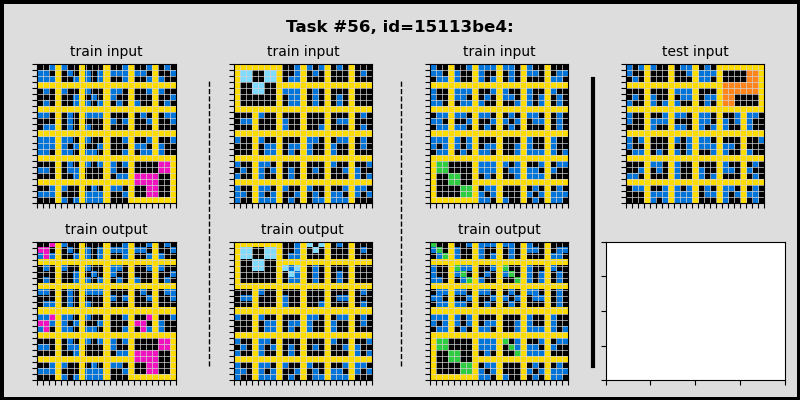 Task #56, id=15113be4:
train input
train input
train input
test input
train output
train output
train output